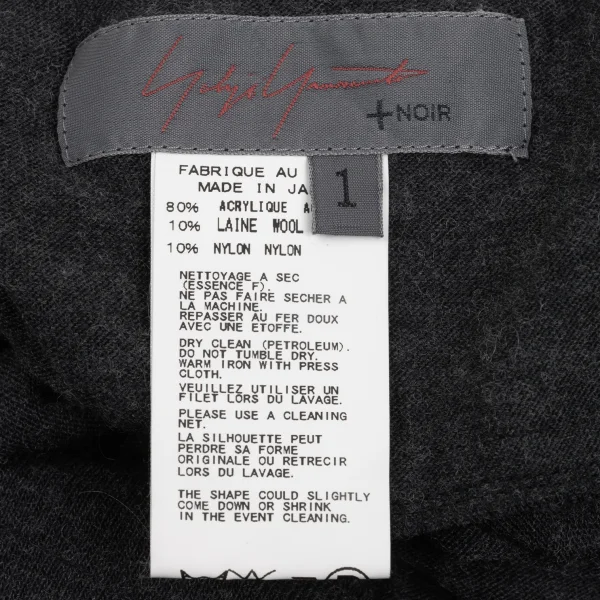 Yohji Yamamoto
+NOIR
1
FABRIQUE AU
MADE IN JA
80% ACRYLIQUE A
10% LAINE WOOL
10% NYLON NYLON
NETTOYAGE A SEC
(ESSENCE F).
NE PAS FAIRE SECHER A
LA MACHINE.
REPASSER AU FER DOUX
AVEC UNE ETOFFE.
DRY CLEAN (PETROLEUM).
DO NOT TUMBLE DRY.
WARM IRON WITH PRESS
CLOTH.
VEUILLEZ UTILISER UN
FILET LORS DU LAVAGE.
PLEASE USE A CLEANING
NET.
LA SILHOUETTE PEUT
PERDRE SA FORME
ORIGINALE OU RETRECIR
LORS DU LAVAGE.
THE SHAPE COULD SLIGHTLY
COME DOWN OR SHRINK
IN THE EVENT CLEANING.